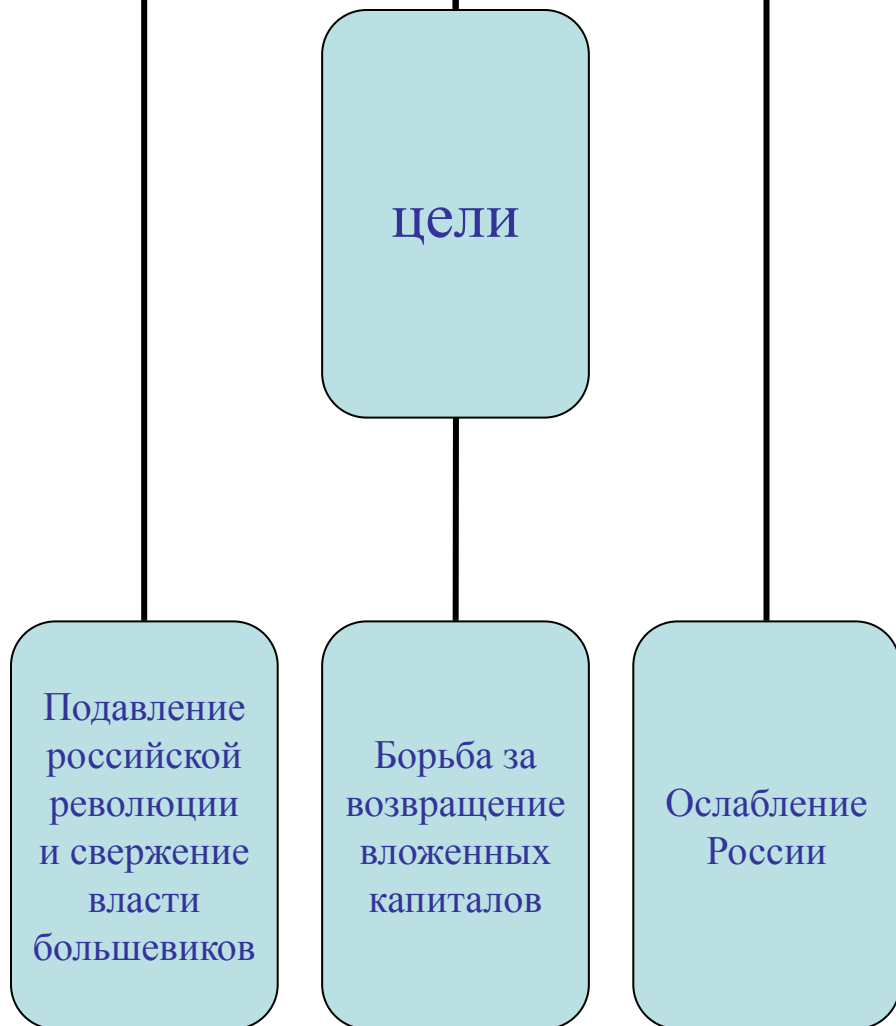 цели
Подавление
российской
революции
и свержение
власти
большевиков
Борьба за
возвращение
вложенных
капиталов
Ослабление
России